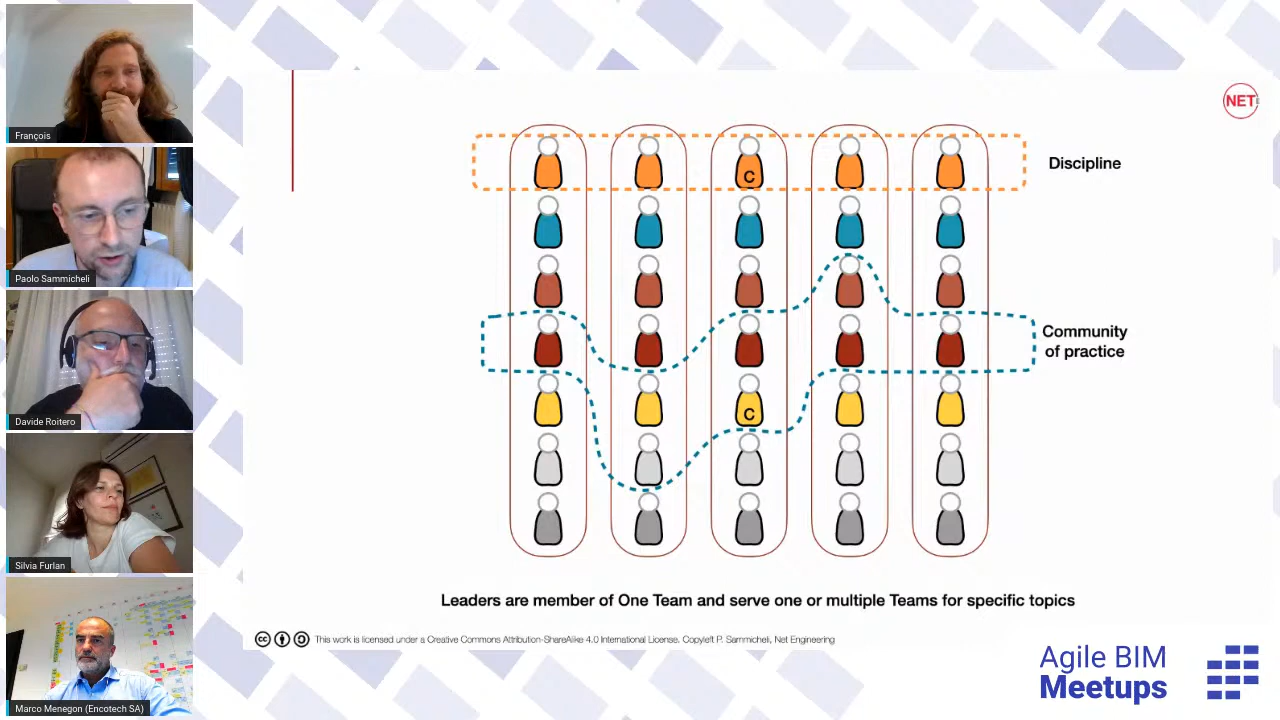 François
Paolo Sammicheli
Davide Roitero
Silvia Furlan
Marco Menegon (Encotech SA)
NET
C
Discipline
Community
of practice
C
Leaders are member of One Team and serve one or multiple Teams for specific topics
This work is licensed under a Creative Commons Attribution-ShareAlike 4.0 International License. Copyleft P. Sammicheli, Net Engineering
Agile BIM
Meetups